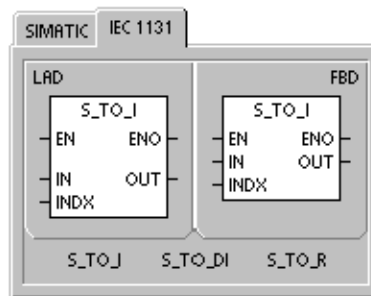 SIMATIC IEC 1131
LAD FBD
S_TO_I S_TO_I
EN ENO EN ENO
IN OUT IN OUT
INDX INDX
S_TO_I S_TO_DI S_TO_R